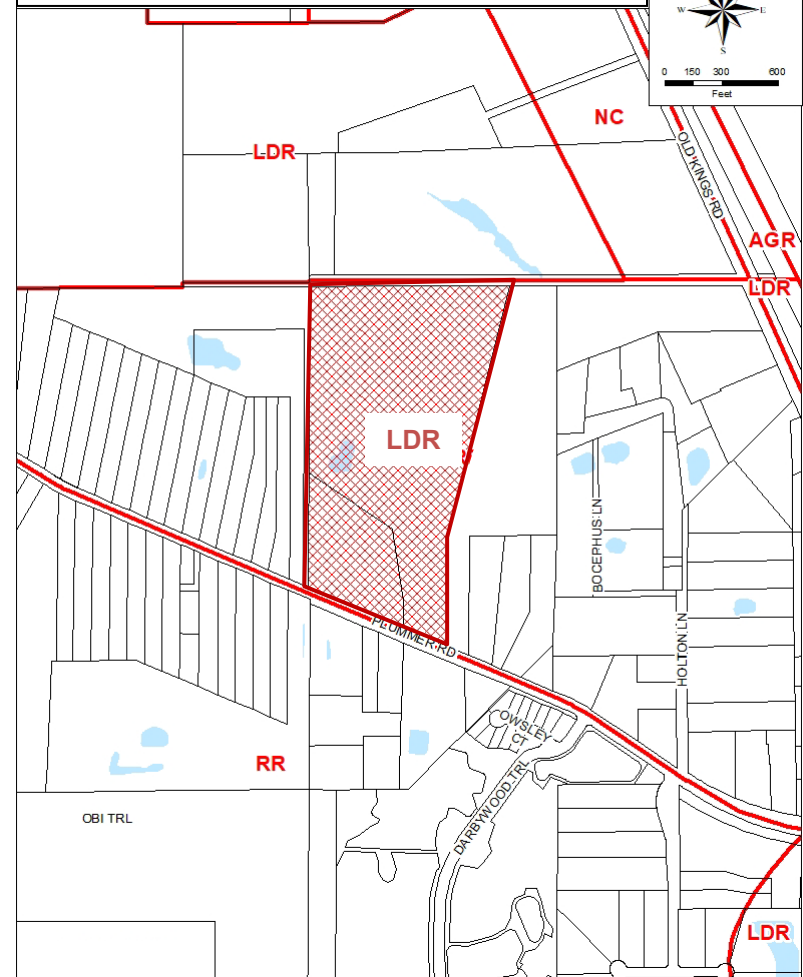 W E
S
0 150 300 600
Feet
NC
LDR
OLD KINGS RD
AGR
LDR
LDR
BOCEPHUS LN
HOLTON LN
PLUMMER RD
OWSLEY
CT
RR
DARBYWOOD TRL
OBI TRL
LDR